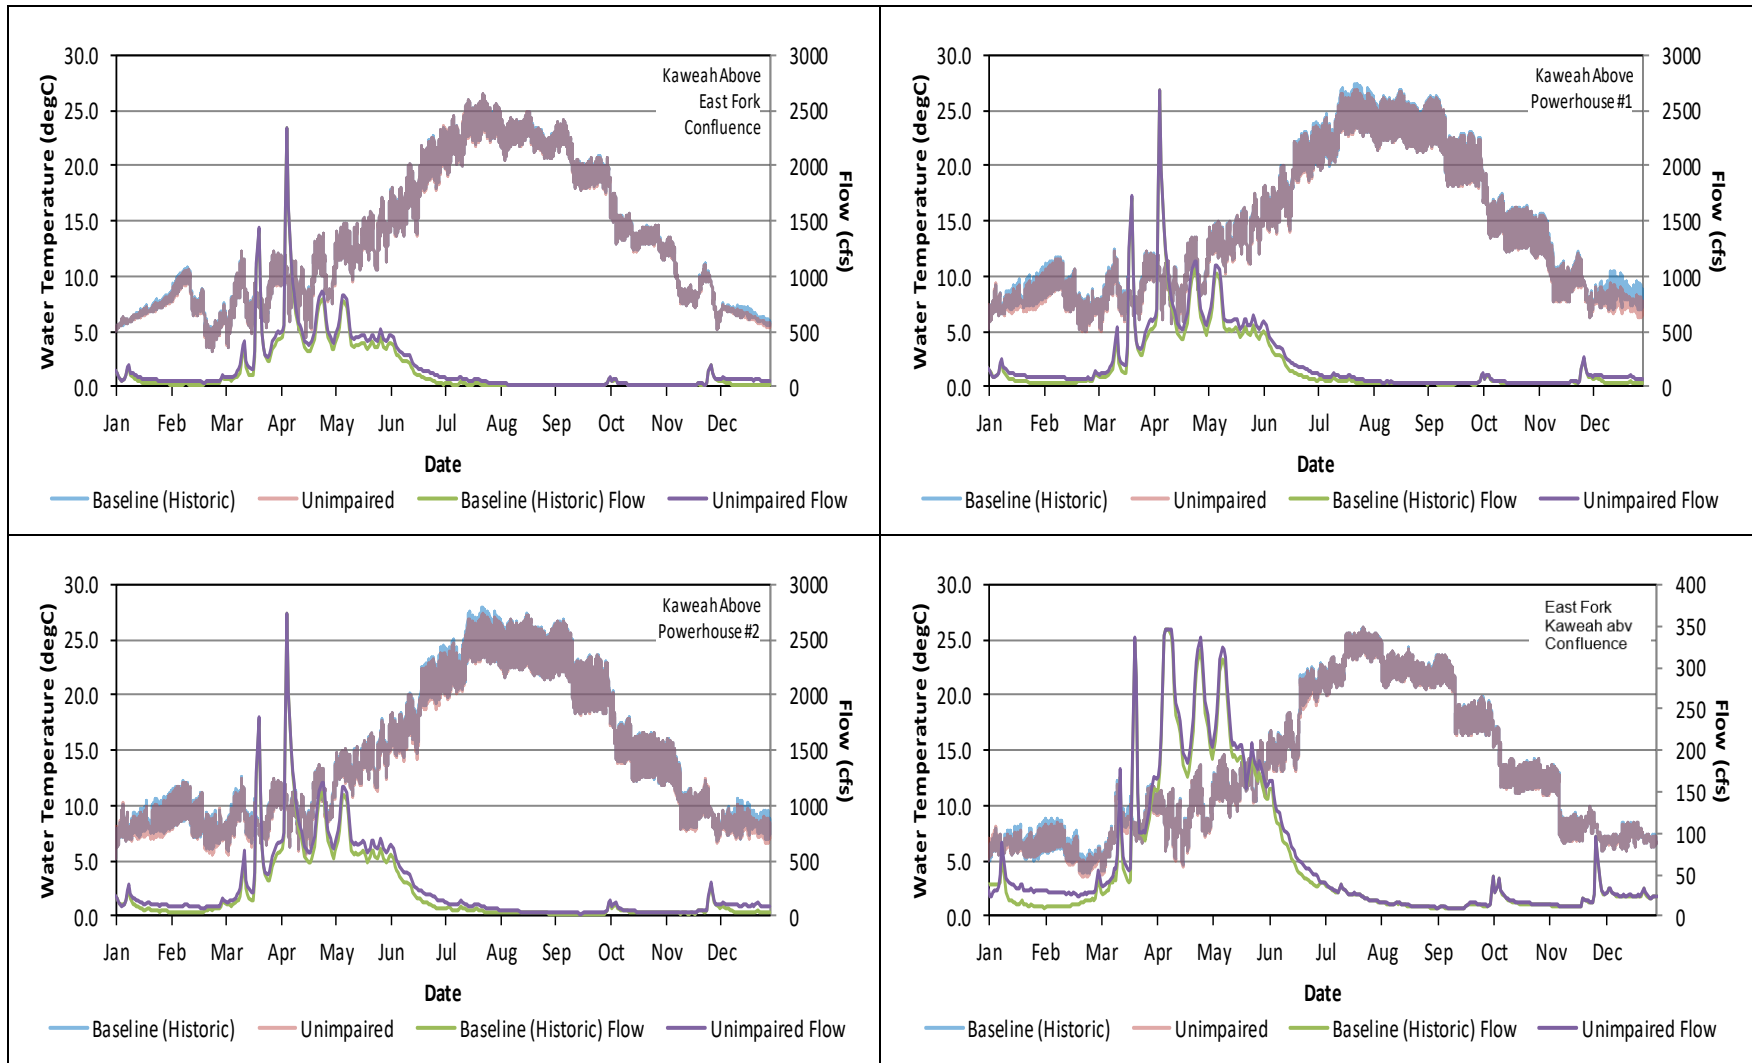 30.0
25.0
20.0
15.0
10.0
5.0
0.0
Water Temperature (degC)
3000
2500
2000
1500
1000
500
0
Flow (cfs)
Kaweah Above
East Fork
Confluence
Jan Feb Mar Apr May Jun Jul Aug Sep Oct Nov Dec
Date
Baseline (Historic) Unimpaired Baseline (Historic) Flow Unimpaired Flow
30.0
25.0
20.0
15.0
10.0
5.0
0.0
Water Temperature (degC)
3000
2500
2000
1500
1000
500
0
Flow (cfs)
Kaweah Above
Powerhouse #1
Jan Feb Mar Apr May Jun Jul Aug Sep Oct Nov Dec
Date
Baseline (Historic) Unimpaired Baseline (Historic) Flow Unimpaired Flow
30.0
25.0
20.0
15.0
10.0
5.0
0.0
Water Temperature (degC)
3000
2500
2000
1500
1000
500
0
Flow (cfs)
Kaweah Above
Powerhouse #2
Jan Feb Mar Apr May Jun Jul Aug Sep Oct Nov Dec
Date
Baseline (Historic) Unimpaired Baseline (Historic) Flow Unimpaired Flow
30.0
25.0
20.0
15.0
10.0
5.0
0.0
Water Temperature (degC)
400
350
300
250
200
150
100
50
0
Flow (cfs)
East Fork
Kaweah abv
Confluence
Jan Feb Mar Apr May Jun Jul Aug Sep Oct Nov Dec
Date
Baseline (Historic) Unimpaired Baseline (Historic) Flow Unimpaired Flow